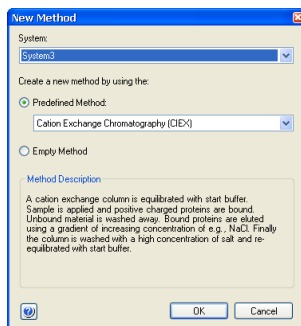 New Method
System:
System3
Create a new method by using the:
Predefined Method:
Cation Exchange Chromatography (CIEX)
Empty Method
Method Description
A cation exchange column is equilibrated with start buffer.
Sample is applied and positive charged proteins are bound.
Unbound material is washed away. Bound proteins are eluted
using a gradient of increasing concentration of e.g., NaCl. Finally
the column is washed with a high concentration of salt and re-
equilibrated with start buffer.
?
OK
Cancel